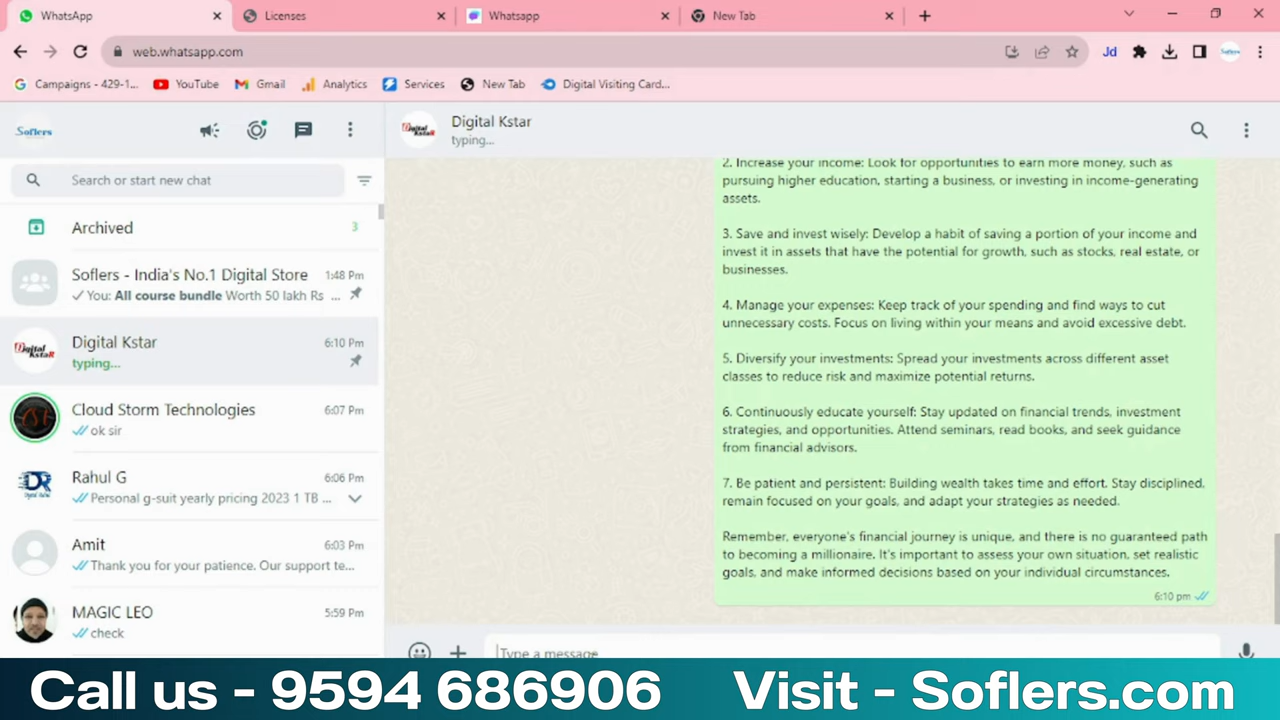 WhatsApp
Licenses
Whatsapp
New Tab
web.whatsapp.com
Jd
Soflers
Campaigns - 429-1...
YouTube
Gmail
Analytics
Services
New Tab
Digital Visiting Card...
Soflers
Digital Kstar
typing...
Search or start new chat
Archived
3
Soflers - India's No.1 Digital Store
1:48 PM
You: All course bundle Worth 50 lakh Rs ...
Digital Kstar
6:10 PM
typing...
Cloud Storm Technologies
6:07 PM
ok sir
Rahul G
6:06 PM
Personal g-suit yearly pricing 2023 1 TB ...
Amit
6:03 PM
Thank you for your patience. Our support te...
MAGIC LEO
5:59 PM
check
2. Increase your income: Look for opportunities to earn more money, such as
pursuing higher education, starting a business, or investing in income-generating
assets.
3. Save and invest wisely: Develop a habit of saving a portion of your income and
invest it in assets that have the potential for growth, such as stocks, real estate, or
businesses.
4. Manage your expenses: Keep track of your spending and find ways to cut
unnecessary costs. Focus on living within your means and avoid excessive debt.
5. Diversify your investments: Spread your investments across different asset
classes to reduce risk and maximize potential returns.
6. Continuously educate yourself: Stay updated on financial trends, investment
strategies, and opportunities. Attend seminars, read books, and seek guidance
from financial advisors.
7. Be patient and persistent: Building wealth takes time and effort. Stay disciplined,
remain focused on your goals, and adapt your strategies as needed.
Remember, everyone's financial journey is unique, and there is no guaranteed path
to becoming a millionaire. It's important to assess your own situation, set realistic
goals, and make informed decisions based on your individual circumstances.
6:10 pm
Type a message
Call us - 9594 686906
Visit - Soflers.com